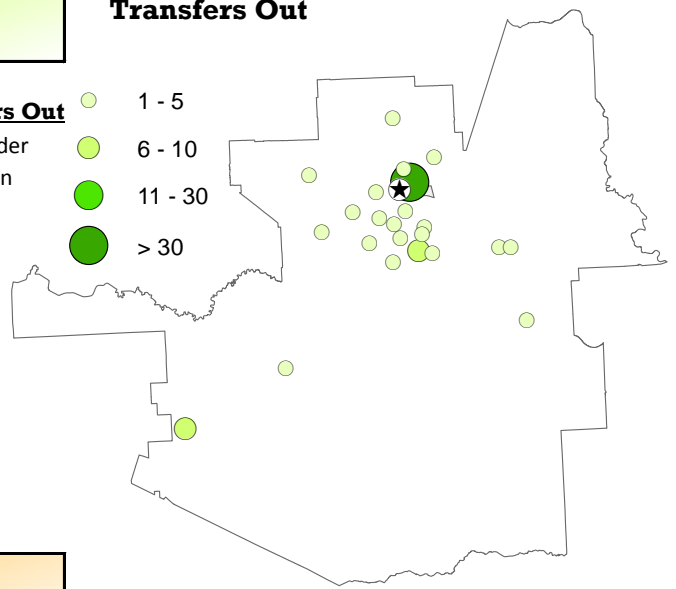 Transfers Out
rs Out
der
n
1 - 5
6 - 10
11 - 30
> 30